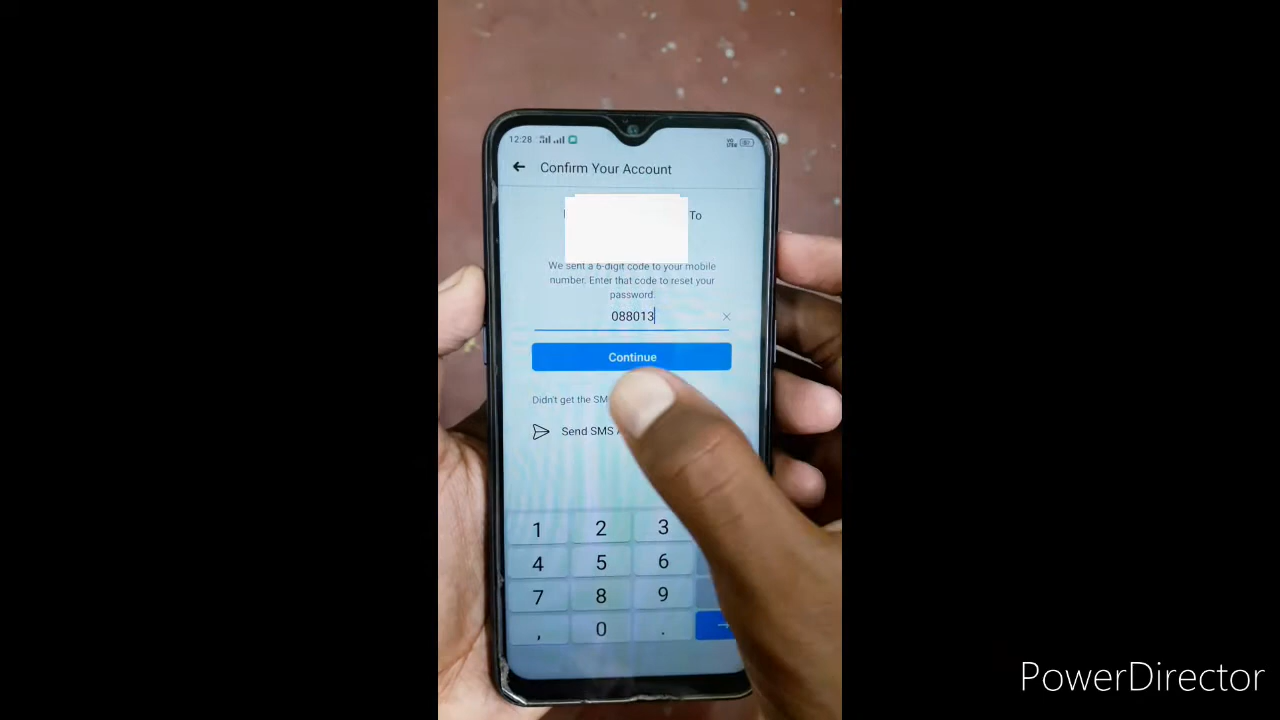 12:28
Confirm Your Account
To
We sent a 6-digit code to your mobile
number. Enter that code to reset your
password.
088013
Continue
Didn't get the SM
Send SMS
1 2 3
4 5 6
7 8 9
, 0 .
PowerDirector